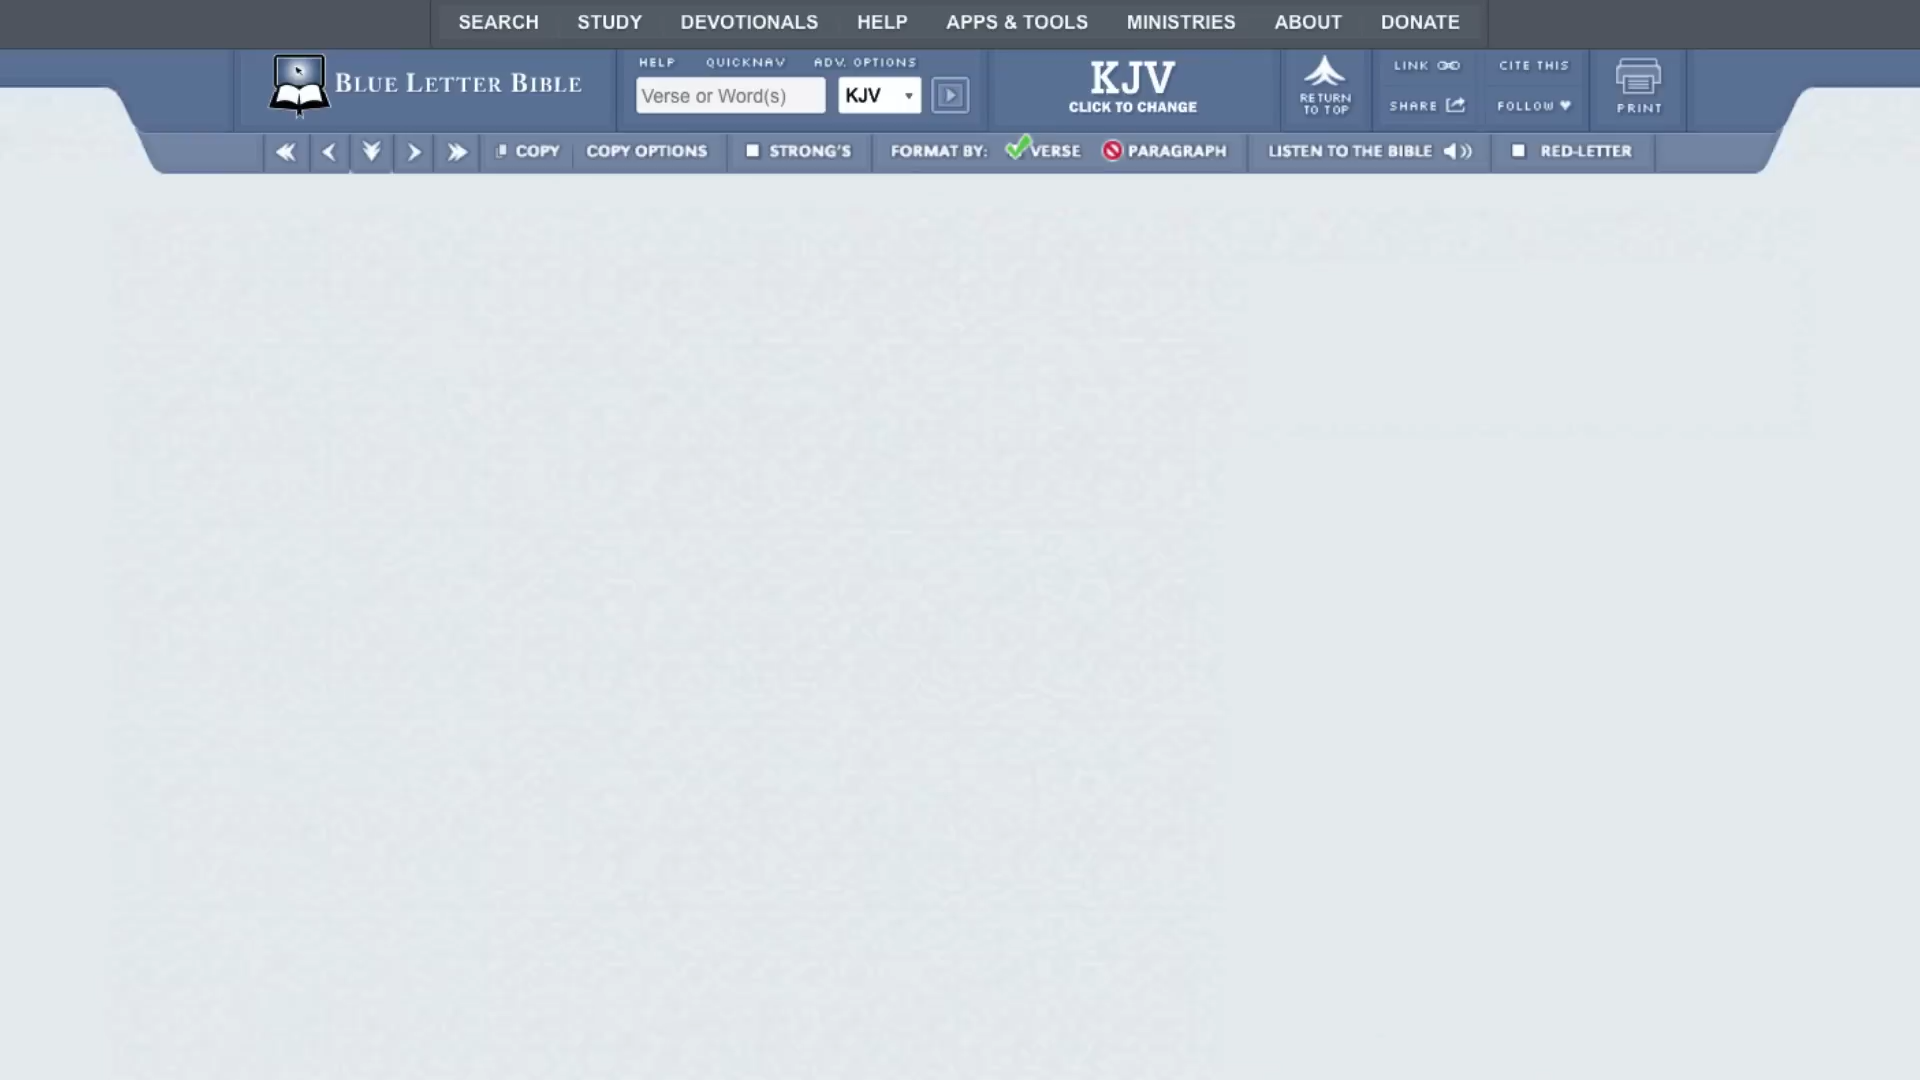 SEARCH STUDY DEVOTIONALS HELP APPS & TOOLS MINISTRIES ABOUT DONATE
BLUE LETTER BIBLE
HELP QUICKNAV ADV. OPTIONS
Verse or Word(s) KJV
KJV
CLICK TO CHANGE
RETURN
TO TOP
LINK CITE THIS
SHARE FOLLOW
PRINT
COPY COPY OPTIONS STRONG'S FORMAT BY: VERSE PARAGRAPH LISTEN TO THE BIBLE RED-LETTER